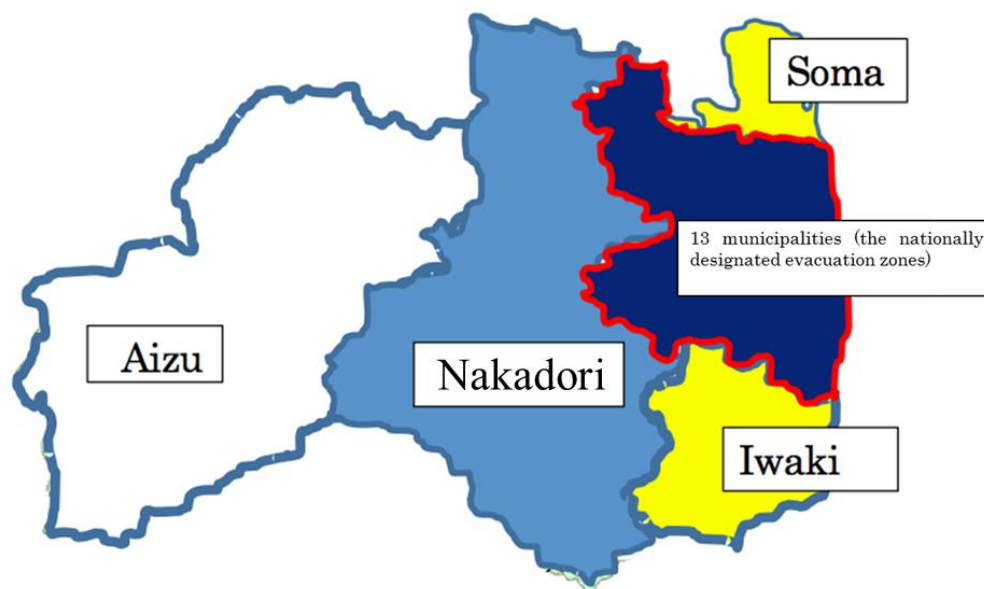 Soma
13 municipalities (the nationally
designated evacuation zones)
Aizu
Nakadori
Iwaki